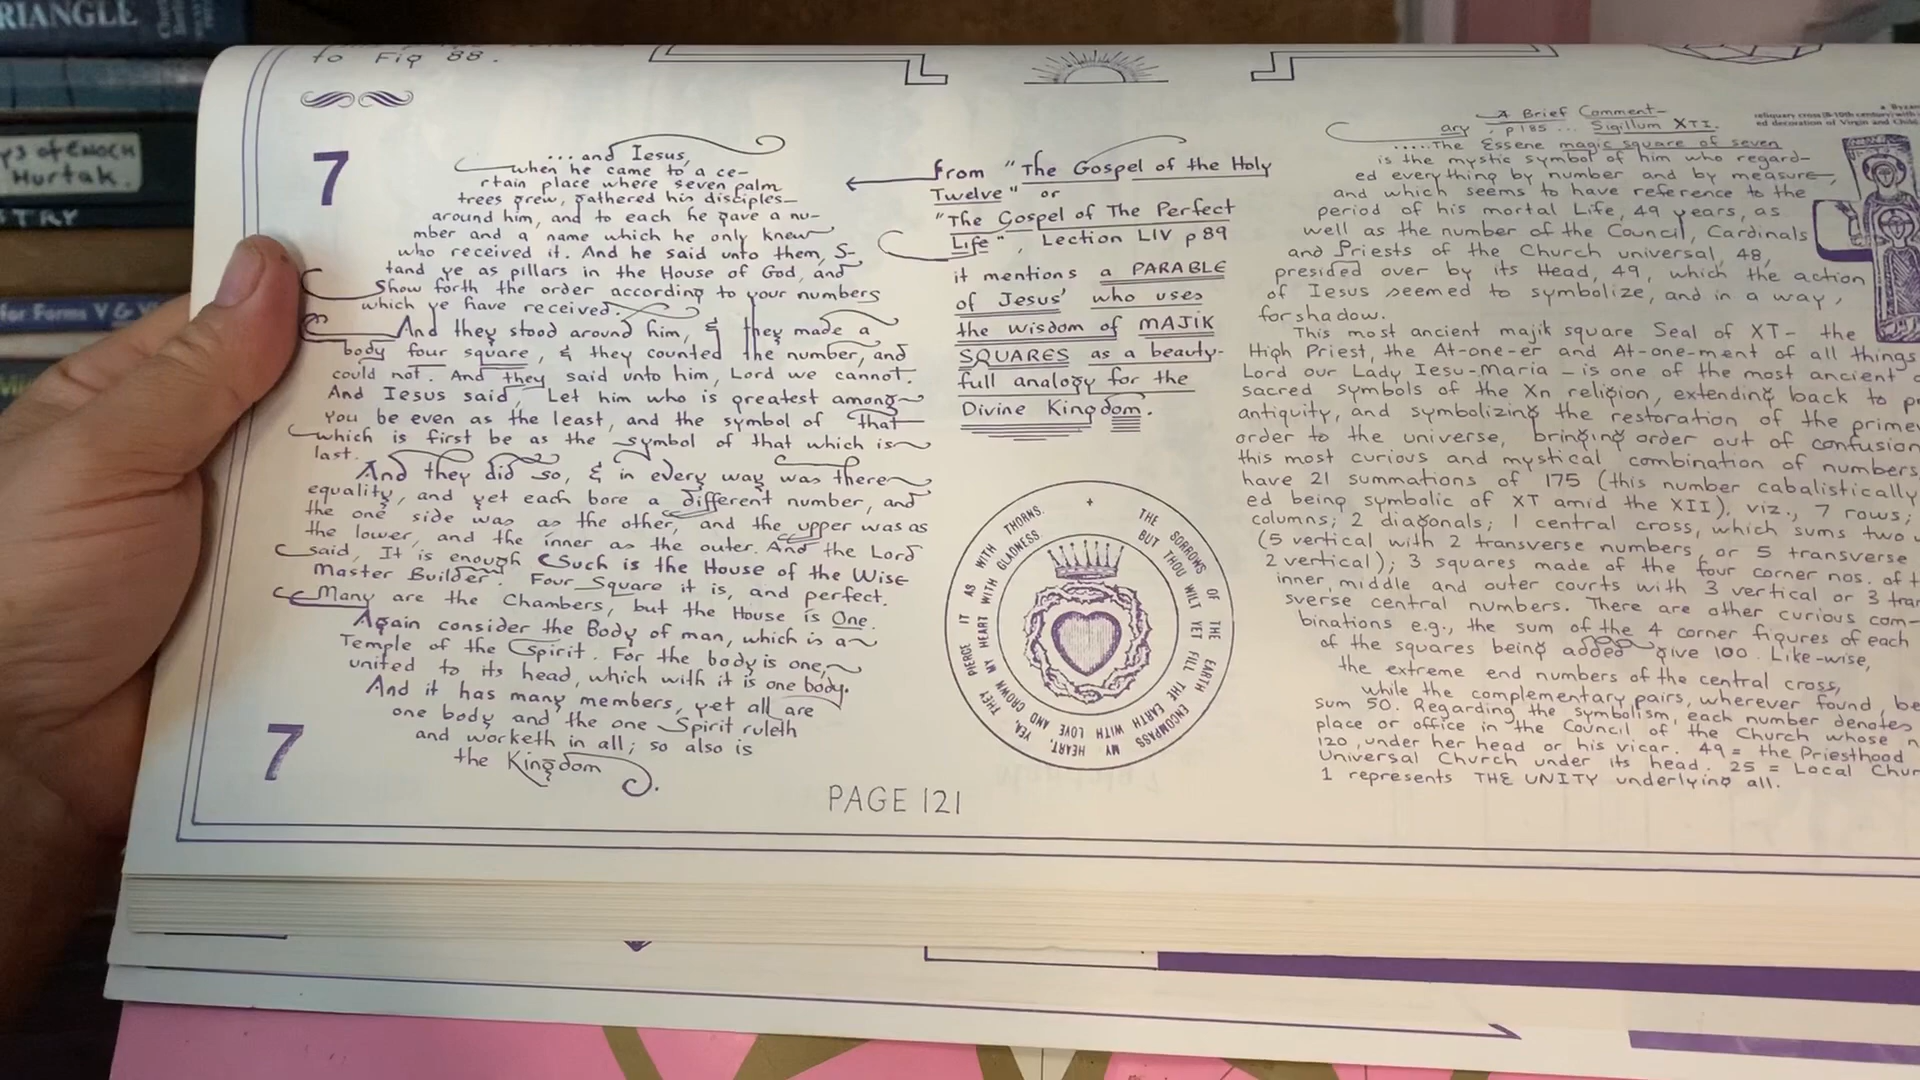 RIANGLE
YS OF ENOCH
Hurtak.
STRY
for Forms V & V
to Fig 88.
7
... and Iesus,
when he came to a ce-
rtain place where seven palm
trees grew, gathered his disciples
around him, and to each he gave a nu-
mber and a name which he only knew
who received it. And he said unto them, S-
tand ye as pillars in the House of God, and
Show forth the order according to your numbers
which ye have received.
And they stood around him, & they made a
body four square, & they counted the number, and
could not. And they said unto him, Lord we cannot.
And Iesus said, Let him who is greatest among
You be even as the least, and the symbol of that
which is first be as the symbol of that which is
last.
And they did so, & in every way was there
equality, and yet each bore a different number, and
the one side was as the other, and the upper was as
the lower, and the inner as the outer. And the Lord
said, It is enough. Such is the House of the Wise
Master Builder. Four Square it is, and perfect.
Many are the Chambers, but the House is One.
Again consider the Body of man, which is a
Temple of the Spirit. For the body is one,
united to its head, which with it is one body.
And it has many members, yet all are
one body and the one Spirit ruleth
and worketh in all; so also is
the Kingdom.
7
from "The Gospel of the Holy
Twelve" or
"The Gospel of The Perfect
Life", Lection LIV p89
it mentions a PARABLE
of Jesus' who uses
the wisdom of MAJIK
SQUARES as a beauty-
full analogy for the
Divine Kingdom.
THE SORROWS OF THE EARTH ENCOMPASS MY HEART, YEA, THEY PIERCE IT AS WITH THORNS.
BUT THOU WILT YET FILL THE EARTH WITH LOVE AND CROWN MY HEART WITH GLADNESS
PAGE 121
A Brief Comment-
ary, p185 ... Sigillum XTI.
.....The Essene magic square of seven
is the mystic symbol of him who regard-
ed everything by number and by measure,
and which seems to have reference to the
period of his mortal Life, 49 years, as
well as the number of the Council, Cardinals
and Priests of the Church universal, 48,
presided over by its Head, 49, which the action
of Iesus seemed to symbolize, and in a way,
forshadow.
This most ancient majik square Seal of XT- the
High Priest, the At-one-er and At-one-ment of all things
Lord our Lady Iesu-Maria - is one of the most ancient
sacred symbols of the Xn religion, extending back to
antiquity, and symbolizing the restoration of the
order to the universe, bringing order out of confusion
this most curious and mystical combination of numbers,
have 21 summations of 175 (this number cabalistically
ed being symbolic of XT amid the XII), viz., 7 rows;
columns; 2 diagonals; 1 central cross, which sums two
(5 vertical with 2 transverse numbers, or 5 transverse
2 vertical); 3 squares made of the four corner nos. of
inner, middle and outer courts with 3 vertical or 3
sverse central numbers. There are other curious com-
binations e.g., the sum of the 4 corner figures of each
of the squares being added give 100. Like-wise,
the extreme end numbers of the central cross,
while the complementary pairs, wherever found,
sum 50. Regarding the symbolism, each number denotes
place or office in the Council of the Church whose
120, under her head or his vicar. 49 = the Priesthood
Universal Church under its head. 25 = Local
1 represents THE UNITY underlying all.
reliquary cross
ed decoration of Virgin and Child